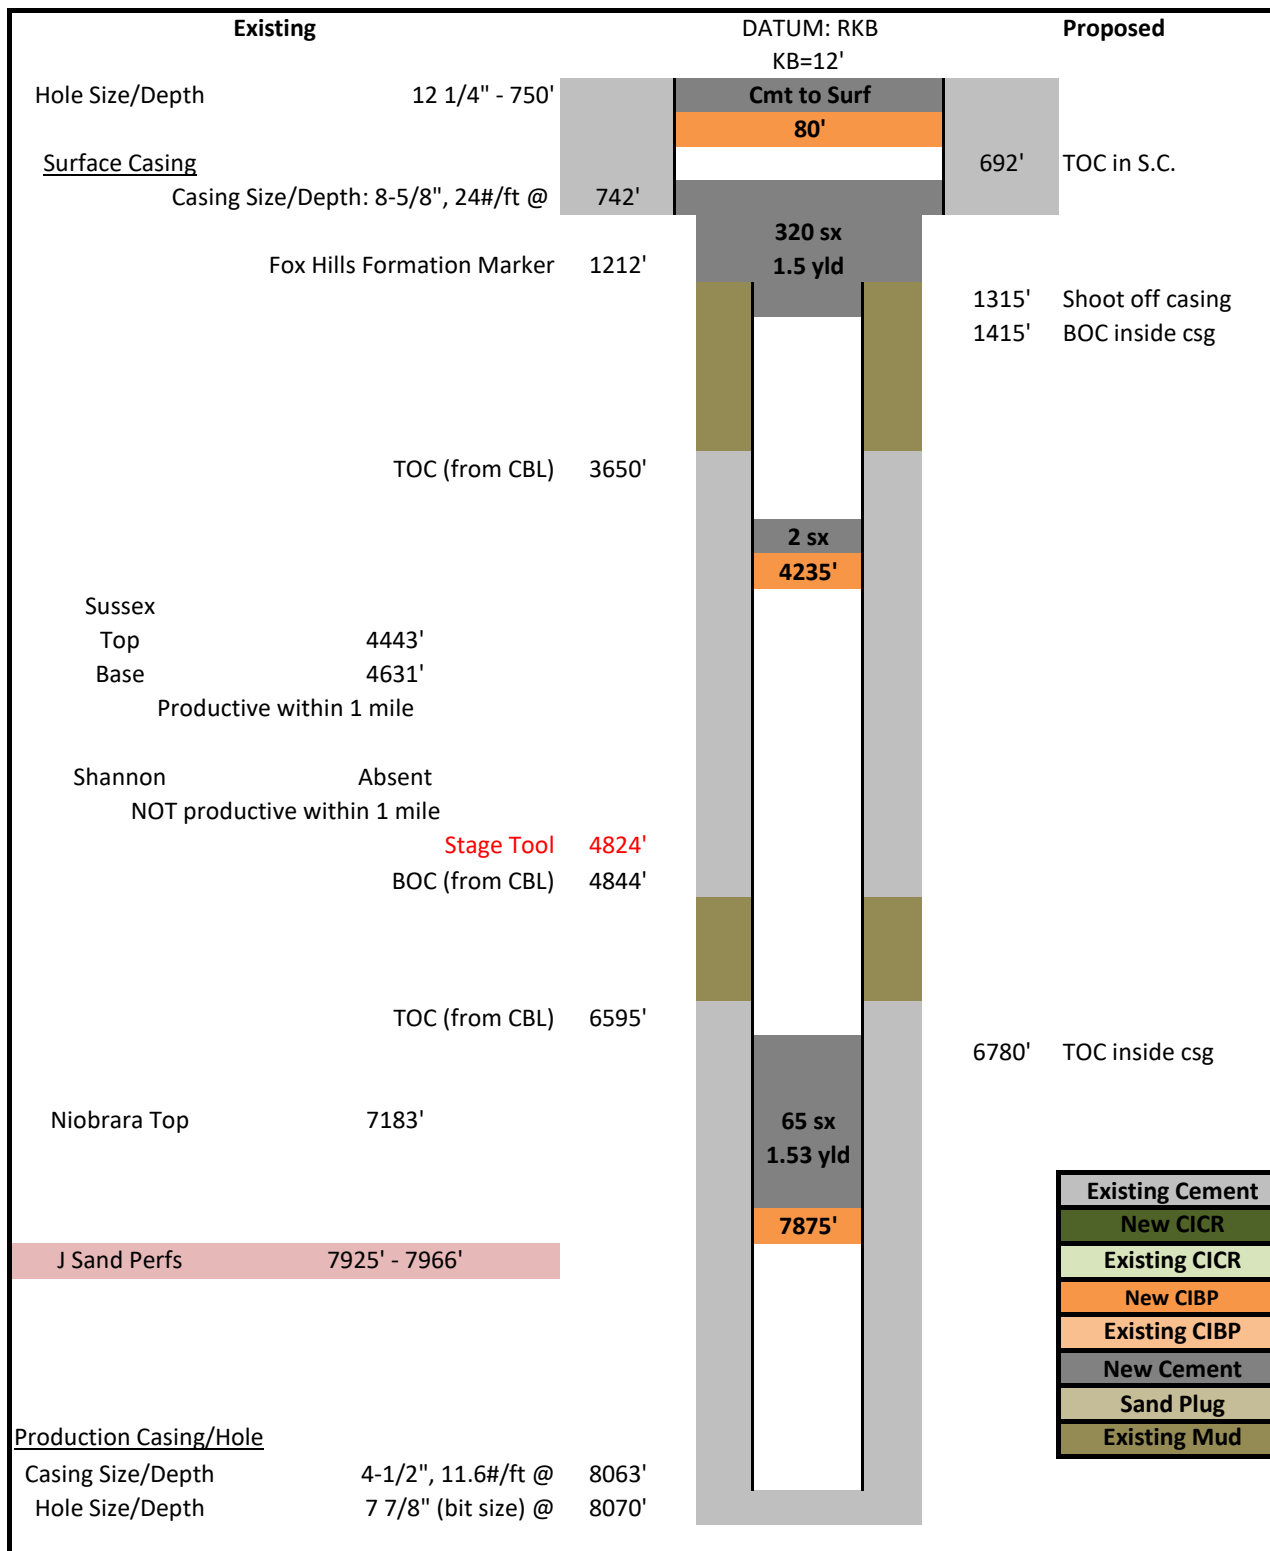 Existing DATUM: RKB Proposed
KB=12'
Hole Size/Depth 12 1/4" - 750' Cmt to Surf
80'
Surface Casing 692' TOC in S.C.
Casing Size/Depth: 8-5/8", 24#/ft @ 742'
320 sx
Fox Hills Formation Marker 1212' 1.5 yld
1315' Shoot off casing
1415' BOC inside csg
TOC (from CBL) 3650'
2 sx
4235'
Sussex
Top 4443'
Base 4631'
Productive within 1 mile
Shannon Absent
NOT productive within 1 mile
Stage Tool 4824'
BOC (from CBL) 4844'
TOC (from CBL) 6595'
6780' TOC inside csg
Niobrara Top 7183' 65 sx
1.53 yld
Existing Cement
7875' New CICR
J Sand Perfs 7925' - 7966' Existing CICR
New CIBP
Existing CIBP
New Cement
Sand Plug
Production Casing/Hole Existing Mud
Casing Size/Depth 4-1/2", 11.6#/ft @ 8063'
Hole Size/Depth 7 7/8" (bit size) @ 8070'